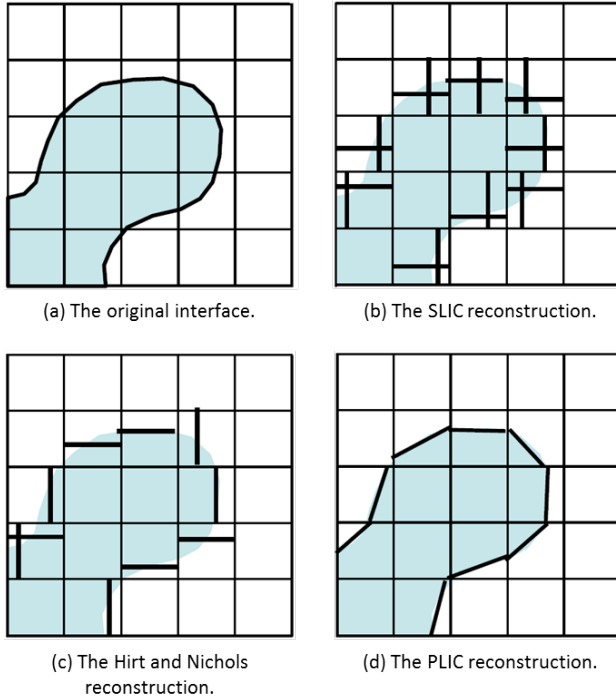 (a) The original interface.
(b) The SLIC reconstruction.
(c) The Hirt and Nichols
reconstruction.
(d) The PLIC reconstruction.